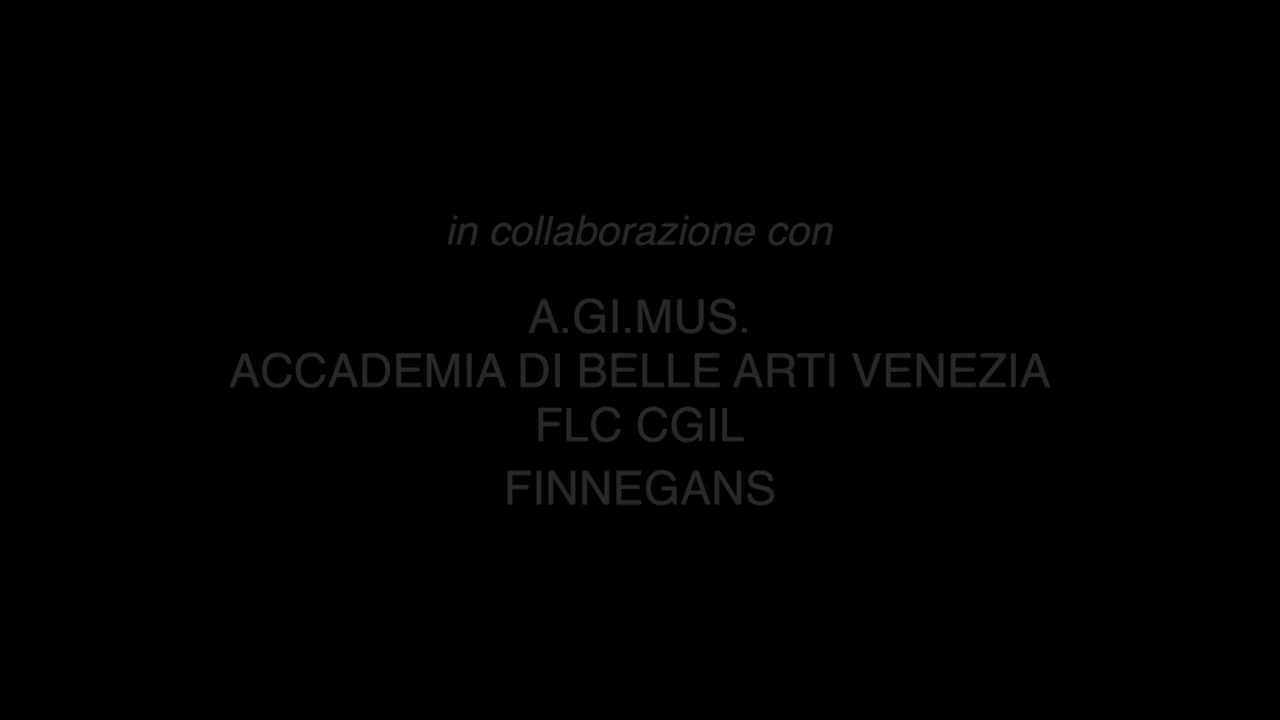 in collaborazione con
A.GI.MUS.
ACCADEMIA DI BELLE ARTI VENEZIA
FLC CGIL
FINNEGANS